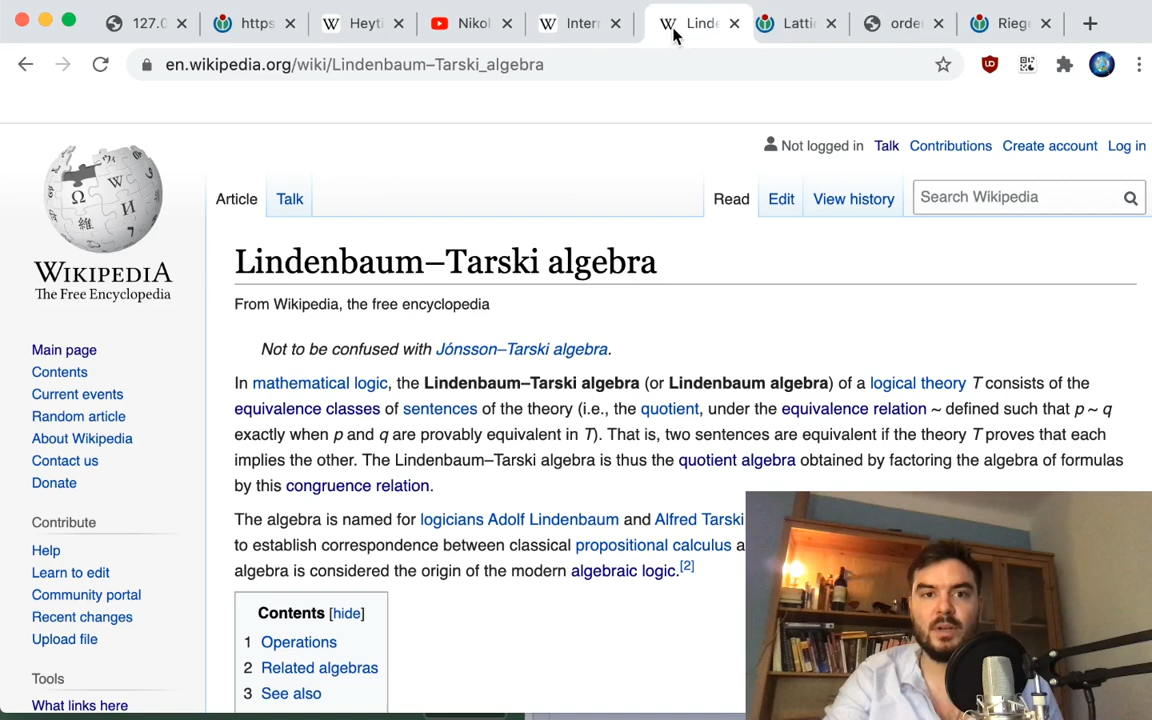 127.0
https
Heyti
Nikol
Inter
Linde
Latti
order
Riege
en.wikipedia.org/wiki/Lindenbaum–Tarski_algebra
Not logged in Talk Contributions Create account Log in
Article Talk Read Edit View history Search Wikipedia
WIKIPEDIA
The Free Encyclopedia
Main page
Contents
Current events
Random article
About Wikipedia
Contact us
Donate
Contribute
Help
Learn to edit
Community portal
Recent changes
Upload file
Tools
What links here
Lindenbaum–Tarski algebra
From Wikipedia, the free encyclopedia
Not to be confused with Jónsson–Tarski algebra.
In mathematical logic, the Lindenbaum–Tarski algebra (or Lindenbaum algebra) of a logical theory T consists of the
equivalence classes of sentences of the theory (i.e., the quotient, under the equivalence relation ~ defined such that p ~ q
exactly when p and q are provably equivalent in T). That is, two sentences are equivalent if the theory T proves that each
implies the other. The Lindenbaum–Tarski algebra is thus the quotient algebra obtained by factoring the algebra of formulas
by this congruence relation.
The algebra is named for logicians Adolf Lindenbaum and Alfred Tarski
to establish correspondence between classical propositional calculus a
algebra is considered the origin of the modern algebraic logic.[2]
Contents [hide]
1 Operations
2 Related algebras
3 See also